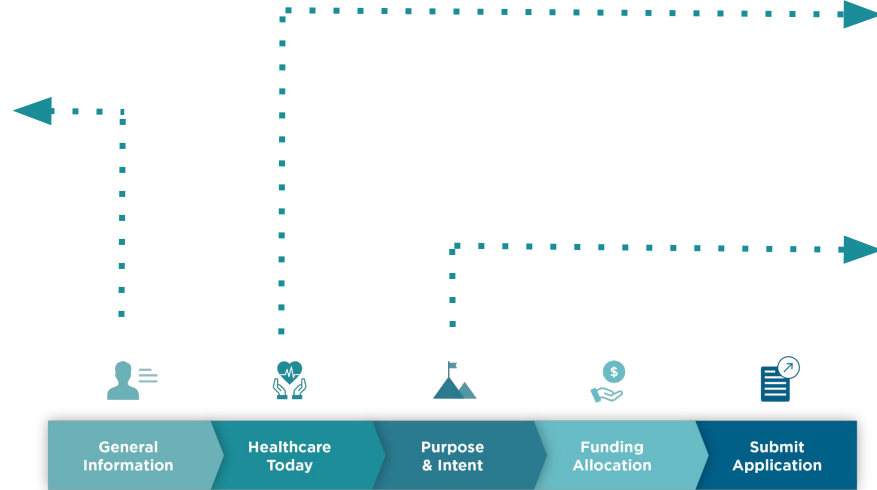 $
General
Information
Healthcare
Today
Purpose
& Intent
Funding
Allocation
Submit
Application